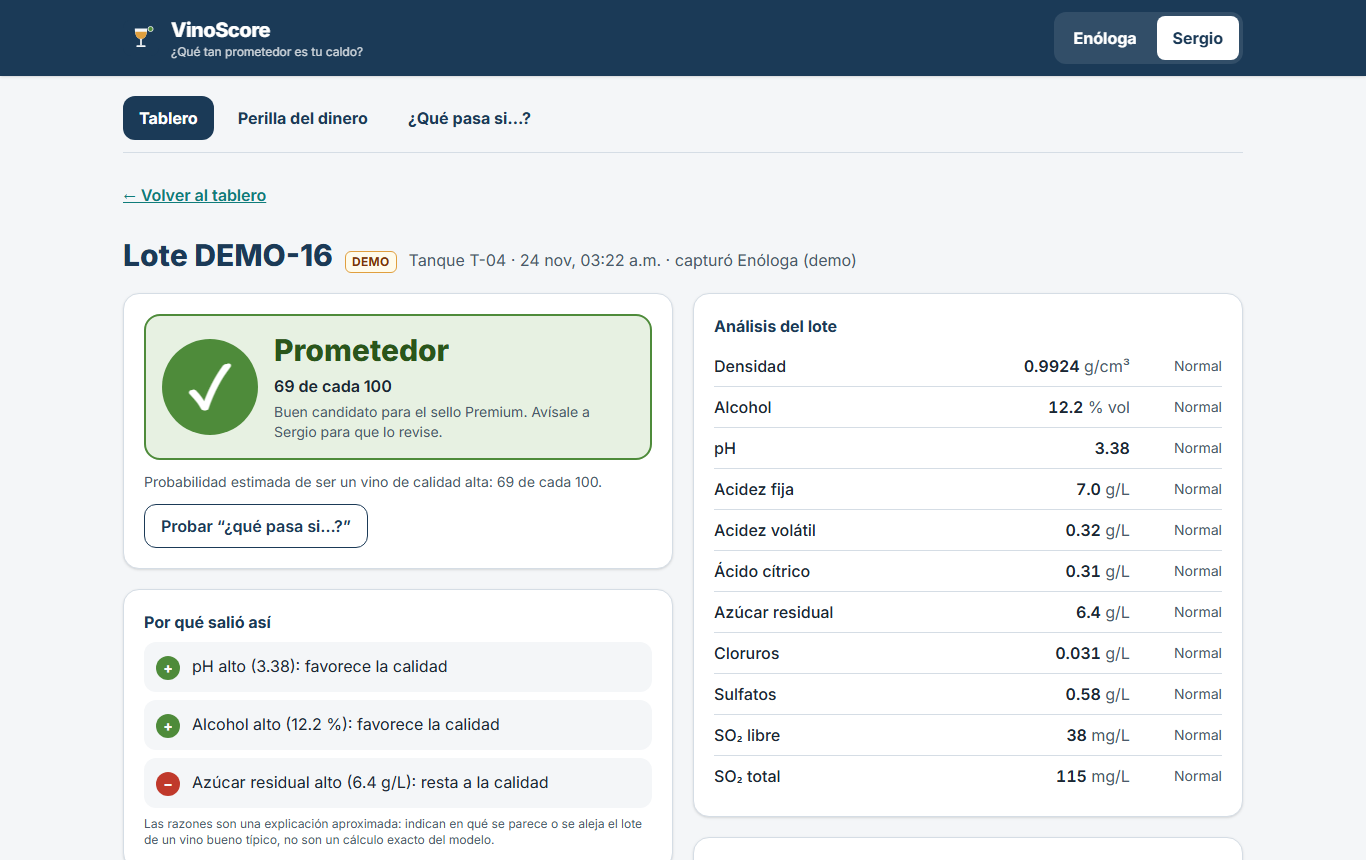 VinoScore
¿Qué tan prometedor es tu caldo?
Enóloga
Sergio
Tablero
Perilla del dinero
¿Qué pasa si...?
← Volver al tablero
Lote DEMO-16
DEMO
Tanque T-04 · 24 nov, 03:22 a.m. · capturó Enóloga (demo)
Prometedor
69 de cada 100
Buen candidato para el sello Premium. Avísale a
Sergio para que lo revise.
Probabilidad estimada de ser un vino de calidad alta: 69 de cada 100.
Probar “¿qué pasa si...?”
Por qué salió así
+ pH alto (3.38): favorece la calidad
+ Alcohol alto (12.2 %): favorece la calidad
− Azúcar residual alto (6.4 g/L): resta a la calidad
Las razones son una explicación aproximada: indican en qué se parece o se aleja el lote
de un vino bueno típico, no son un cálculo exacto del modelo.
Análisis del lote
Densidad 0.9924 g/cm³ Normal
Alcohol 12.2 % vol Normal
pH 3.38 Normal
Acidez fija 7.0 g/L Normal
Acidez volátil 0.32 g/L Normal
Ácido cítrico 0.31 g/L Normal
Azúcar residual 6.4 g/L Normal
Cloruros 0.031 g/L Normal
Sulfatos 0.58 g/L Normal
SO₂ libre 38 mg/L Normal
SO₂ total 115 mg/L Normal